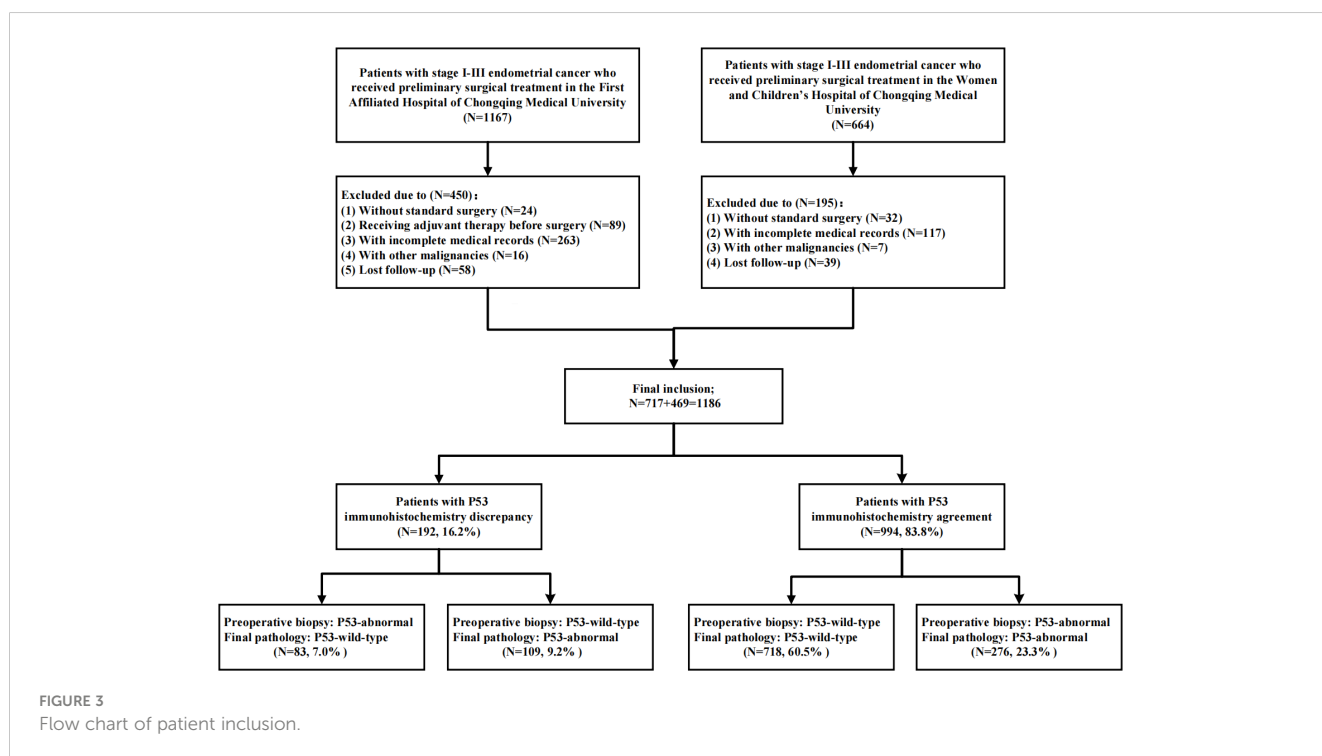 Patients with stage I-III endometrial cancer who
received preliminary surgical treatment in the First
Affiliated Hospital of Chongqing Medical University
(N=1167)
Patients with stage I-III endometrial cancer who
received preliminary surgical treatment in the Women
and Children's Hospital of Chongqing Medical
University
(N=664)
Excluded due to (N=450)：
(1) Without standard surgery (N=24)
(2) Receiving adjuvant therapy before surgery (N=89)
(3) With incomplete medical records (N=263)
(4) With other malignancies (N=16)
(5) Lost follow-up (N=58)
Excluded due to (N=195)：
(1) Without standard surgery (N=32)
(2) With incomplete medical records (N=117)
(3) With other malignancies (N=7)
(4) Lost follow-up (N=39)
Final inclusion;
N=717+469=1186
Patients with P53
immunohistochemistry discrepancy
(N=192, 16.2%)
Patients with P53
immunohistochemistry agreement
(N=994, 83.8%)
Preoperative biopsy: P53-abnormal
Final pathology: P53-wild-type
(N=83, 7.0% )
Preoperative biopsy: P53-wild-type
Final pathology: P53-abnormal
(N=109, 9.2% )
Preoperative biopsy: P53-wild-type
Final pathology: P53-wild-type
(N=718, 60.5% )
Preoperative biopsy: P53-abnormal
Final pathology: P53-abnormal
(N=276, 23.3% )
FIGURE 3
Flow chart of patient inclusion.